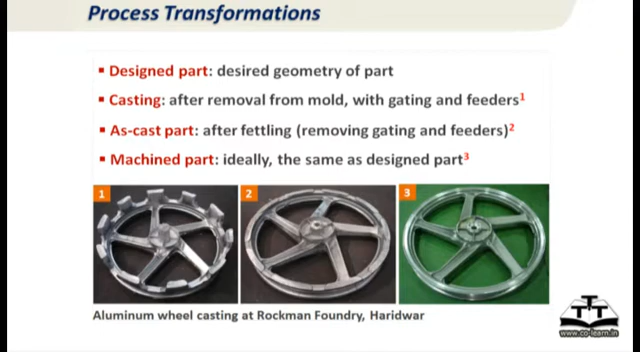 Process Transformations
▪ Designed part: desired geometry of part
▪ Casting: after removal from mold, with gating and feeders¹
▪ As-cast part: after fettling (removing gating and feeders)²
▪ Machined part: ideally, the same as designed part³
1
2
3
Aluminum wheel casting at Rockman Foundry, Haridwar
TTT
www.co-learn.in